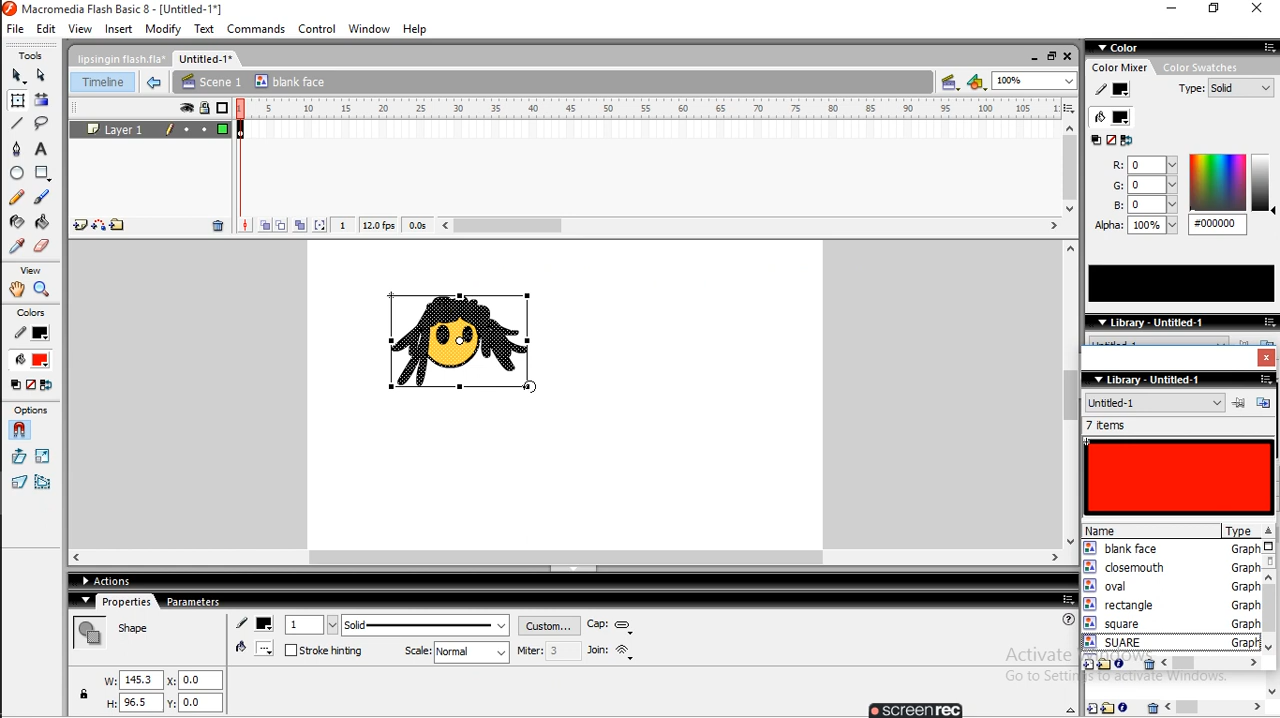 Macromedia Flash Basic 8 - [Untitled-1*]
File Edit View Insert Modify Text Commands Control Window Help
Tools
lipsingin flash.fla* Untitled-1*
Timeline Scene 1 blank face 100%
5 10 15 20 25 30 35 40 45 50 55 60 65 70 75 80 85 90 95 100 105
Layer 1
1 12.0 fps 0.0s
View
Colors
Options
Color
Color Mixer Color Swatches
Type: Solid
R: 0
G: 0
B: 0
Alpha: 100% #000000
Library - Untitled-1
Library - Untitled-1
Untitled-1
7 items
Name Type
blank face Graph
closemouth Graph
oval Graph
rectangle Graph
square Graph
SUARE Graph
Actions
Properties Parameters
Shape
1 Solid Custom... Cap:
Stroke hinting Scale: Normal Miter: 3 Join:
W: 145.3 X: 0.0
H: 96.5 Y: 0.0
Activate Windows
Go to Settings to activate Windows.
screenrec